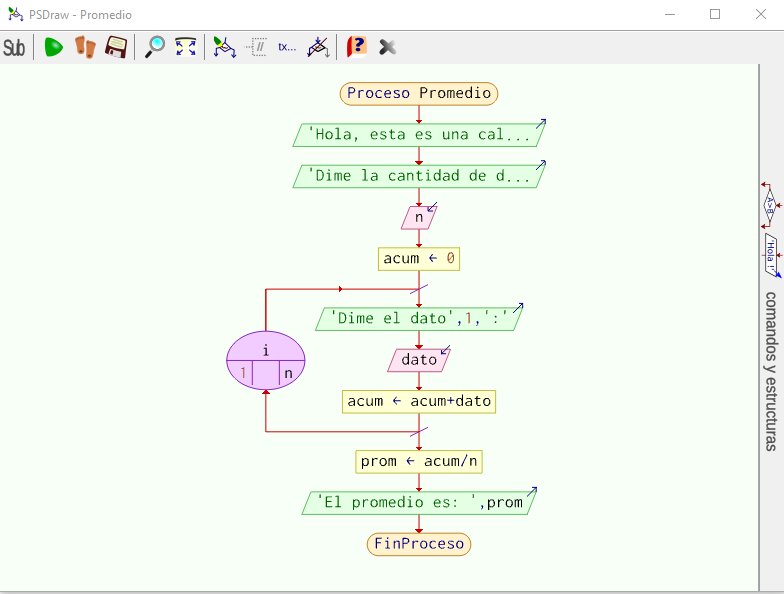 PSDraw - Promedio
Sub
tx...
?
Proceso Promedio
'Hola, esta es una cal...
'Dime la cantidad de d...
n
acum ← 0
'Dime el dato',1,':'
i
1 n
dato
acum ← acum+dato
prom ← acum/n
'El promedio es: ',prom
FinProceso
A>B
'Hola !'
comandos y estructuras